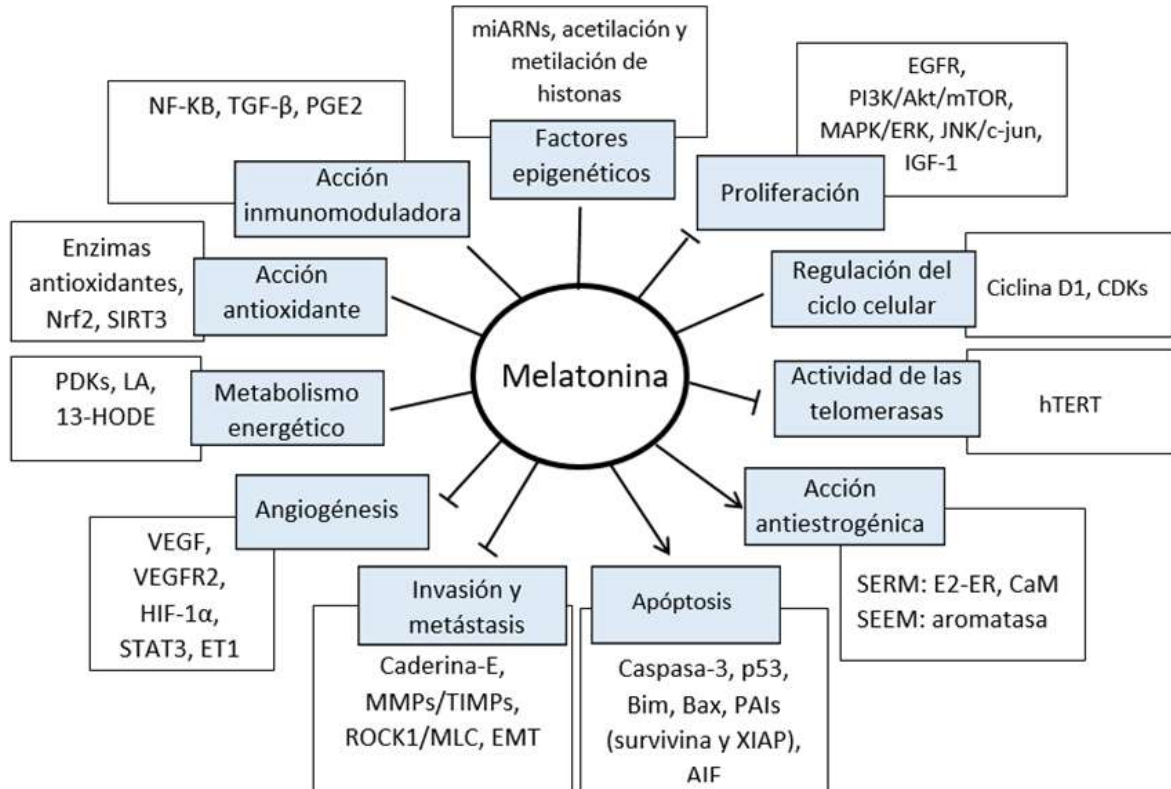 miARNs, acetilación y
metilación de
histonas
Factores
epigenéticos
EGFR,
PI3K/Akt/mTOR,
MAPK/ERK, JNK/c-jun,
IGF-1
Proliferación
NF-KB, TGF-β, PGE2
Acción
inmunomoduladora
Enzimas
antioxidantes,
Nrf2, SIRT3
Acción
antioxidante
Regulación del
ciclo celular
Ciclina D1, CDKs
PDKs, LA,
13-HODE
Metabolismo
energético
Melatonina
Actividad de las
telomerasas
hTERT
Angiogénesis
VEGF,
VEGFR2,
HIF-1α,
STAT3, ET1
Acción
antiestrogénica
SERM: E2-ER, CaM
SEEM: aromatasa
Invasión y
metástasis
Caderina-E,
MMPs/TIMPs,
ROCK1/MLC, EMT
Apóptosis
Caspasa-3, p53,
Bim, Bax, PAIs
(survivina y XIAP),
AIF